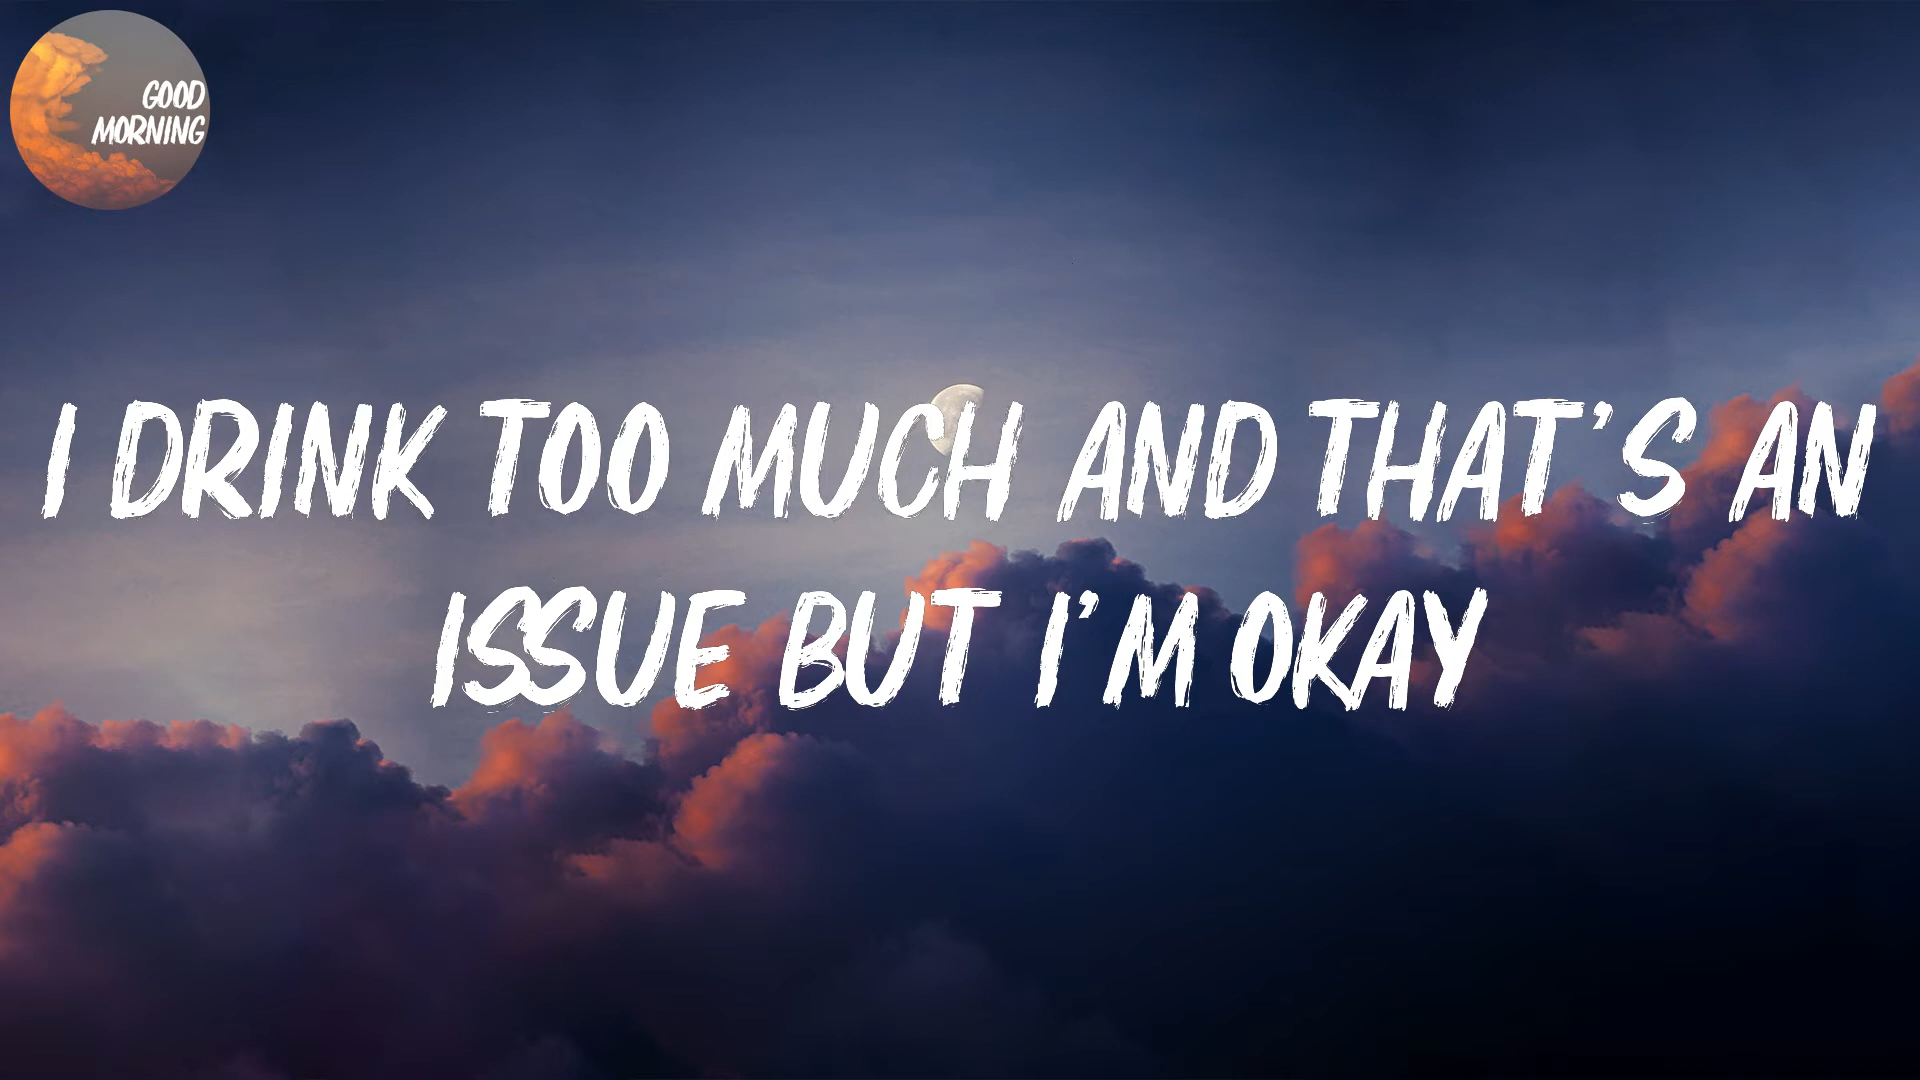 GOOD
MORNING
I DRINK TOO MUCH AND THAT'S AN
ISSUE BUT I'M OKAY